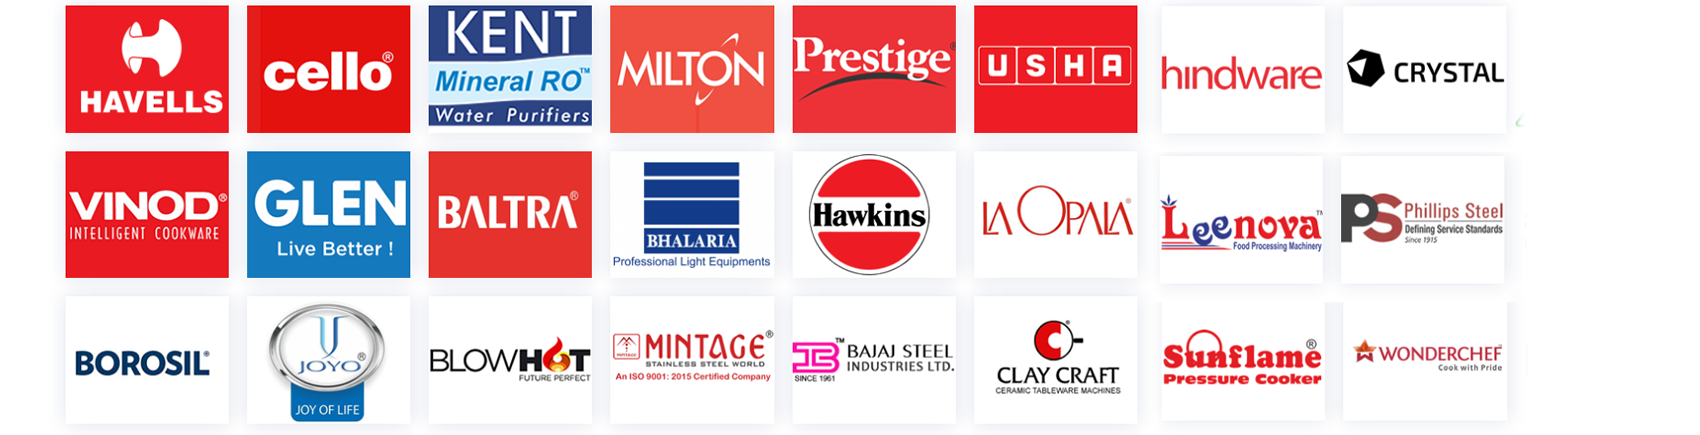 HAVELLS
cello®
KENT
Mineral RO™
Water Purifiers
MILTON
Prestige®
USHA
hindware
CRYSTAL
VINOD®
INTELLIGENT COOKWARE
GLEN
Live Better !
BALTRA®
BHALARIA
Professional Light Equipments
Hawkins
LA OPALA®
Leenova™
Food Processing Machinery
PS
Phillips Steel
Defining Service Standards
Since 1915
BOROSIL®
JOYO®
JOY OF LIFE
BLOWHOT
FUTURE PERFECT
MINTAGE®
STAINLESS STEEL WORLD
An ISO 9001: 2015 Certified Company
™
SINCE 1961
BAJAJ STEEL
INDUSTRIES LTD.
CLAY CRAFT
CERAMIC TABLEWARE MACHINES
Sunflame®
Pressure Cooker
WONDERCHEF
Cook with Pride